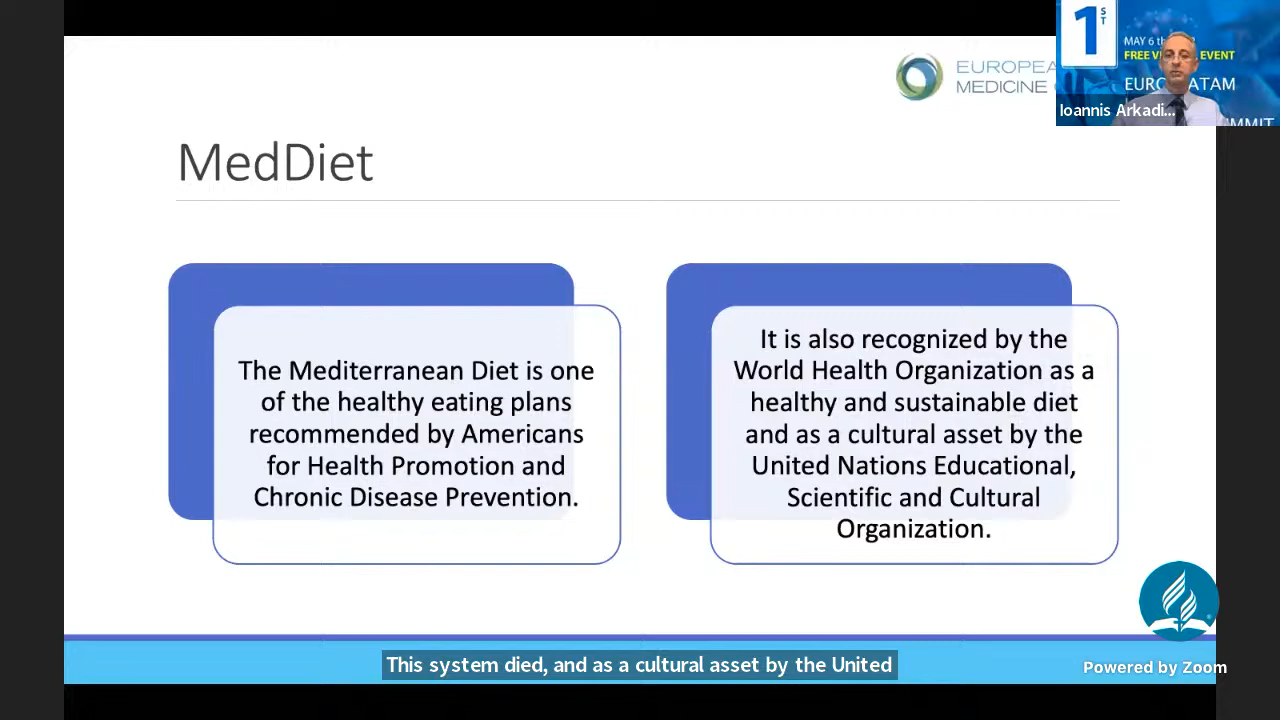 1ST
MAY 6 th
FREE V EVENT
EUROPEA
EURO ATAM
MEDICINE
Ioannis Arkadi...
MMIT
MedDiet
The Mediterranean Diet is one
of the healthy eating plans
recommended by Americans
for Health Promotion and
Chronic Disease Prevention.
It is also recognized by the
World Health Organization as a
healthy and sustainable diet
and as a cultural asset by the
United Nations Educational,
Scientific and Cultural
Organization.
This system died, and as a cultural asset by the United
Powered by Zoom